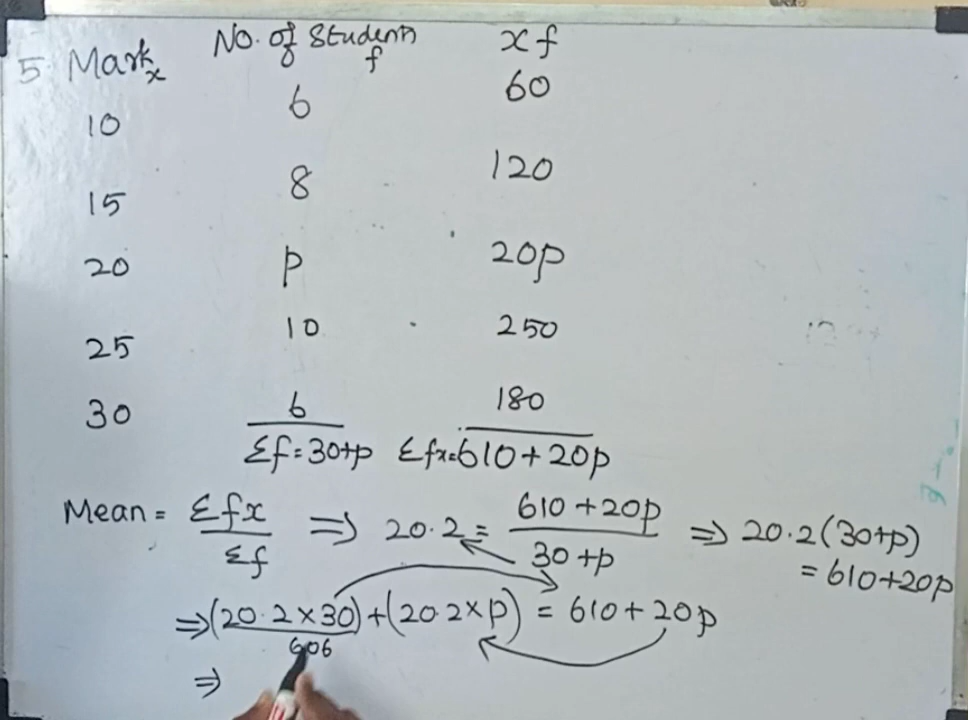 5. Mark x No. of Students f xf
10 6 60
15 8 120
20 p 20p
25 10 250
30 6 180
Σf = 30+p Σfx = 610 + 20p
Mean = Σfx / Σf ⇒ 20.2 = 610 + 20p / 30 + p ⇒ 20.2(30+p)
= 610+20p
⇒ (20.2 × 30) + (20.2 × p) = 610 + 20p
606
⇒